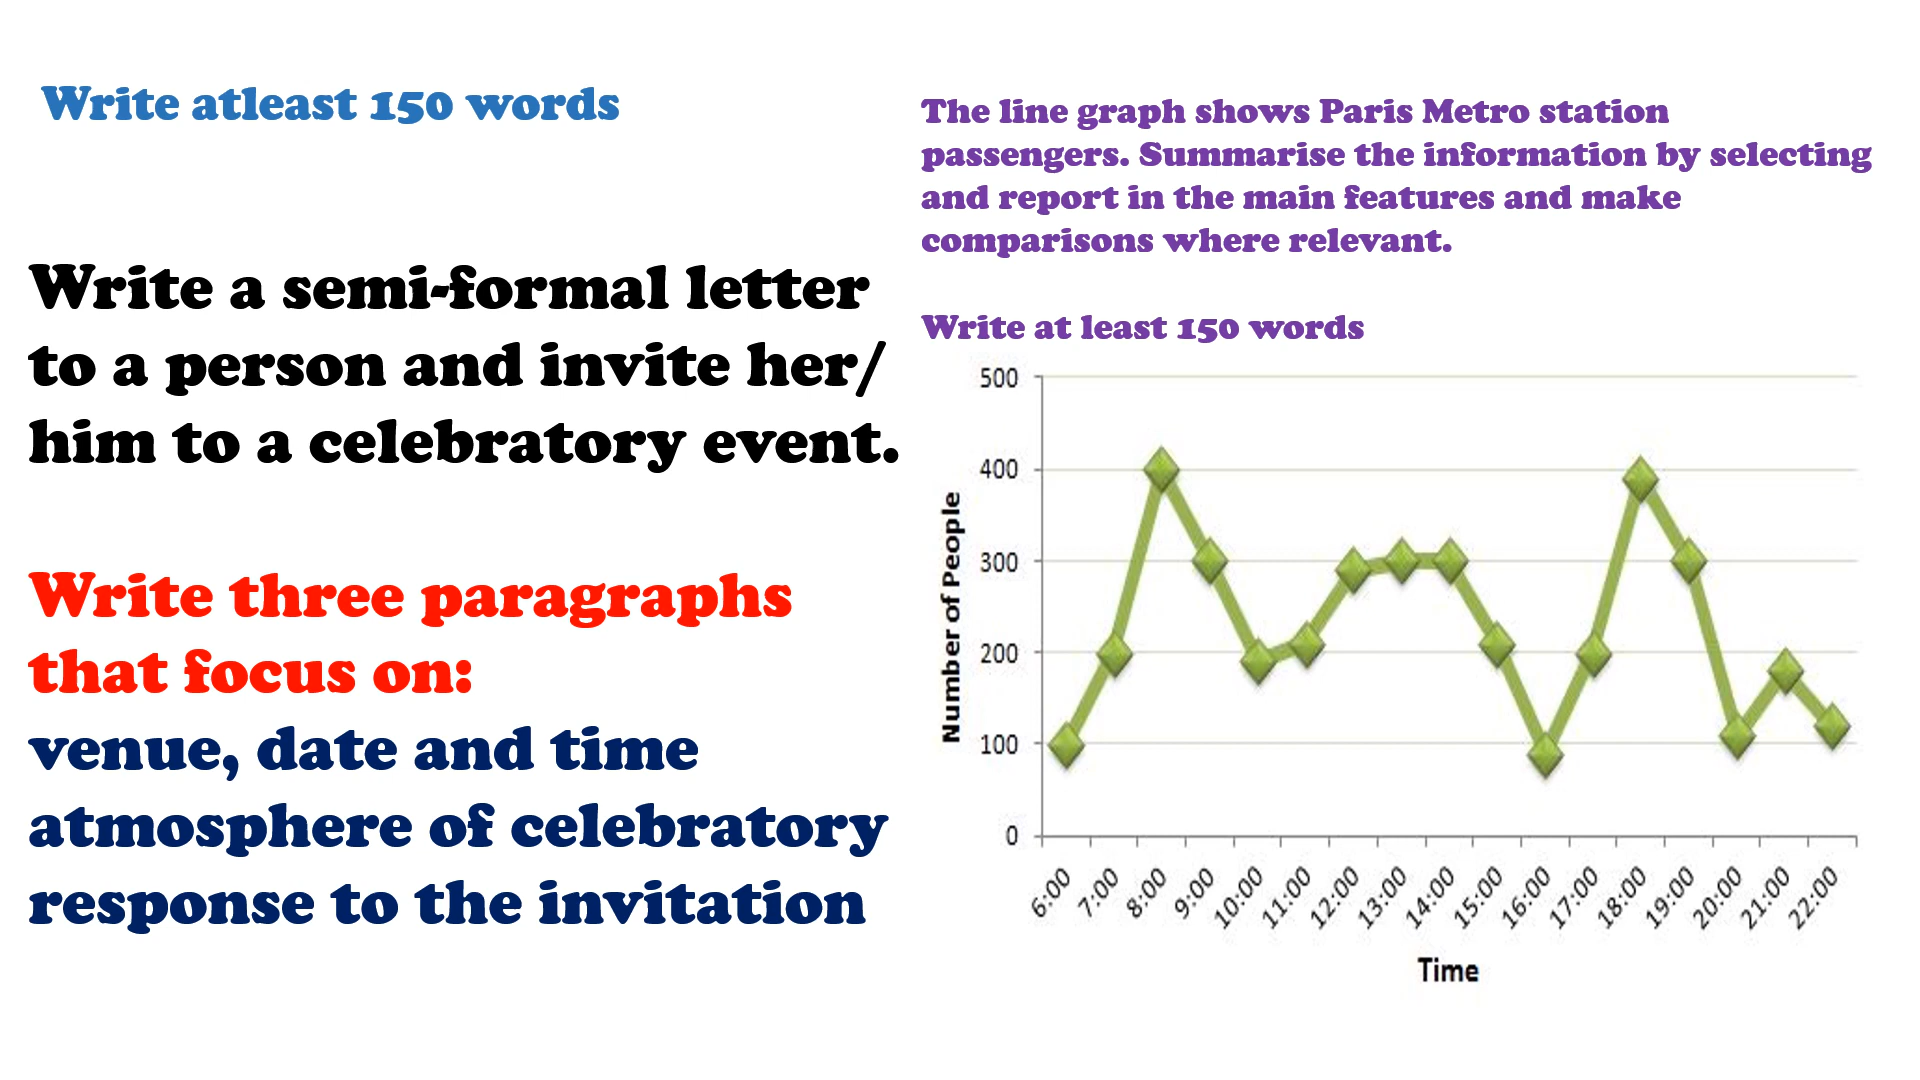 Write atleast 150 words
Write a semi-formal letter
to a person and invite her/
him to a celebratory event.
Write three paragraphs
that focus on:
venue, date and time
atmosphere of celebratory
response to the invitation
The line graph shows Paris Metro station
passengers. Summarise the information by selecting
and report in the main features and make
comparisons where relevant.
Write at least 150 words
Number of People
500
400
300
200
100
0
6:00 7:00 8:00 9:00 10:00 11:00 12:00 13:00 14:00 15:00 16:00 17:00 18:00 19:00 20:00 21:00 22:00
Time